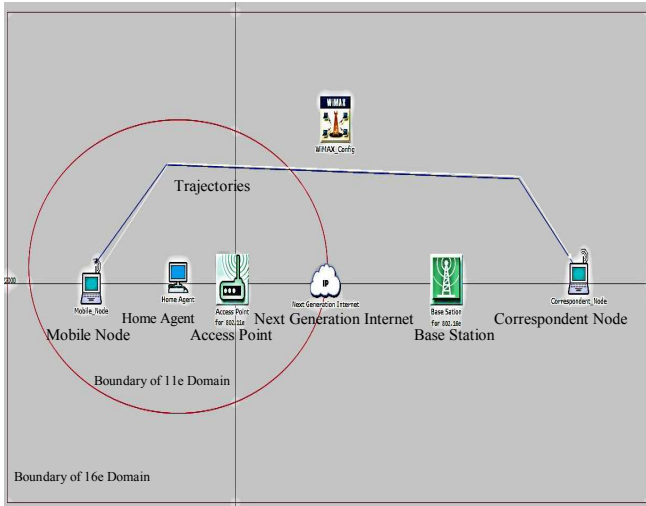 WiMAX
WiMAX_Config
Trajectories
Mobile_Node
Home Agent
Access Point
for 802.11e
IP
Next Generation Internet
Base Sation
for 802.16e
Correspondent_Node
Mobile Node
Home Agent
Access Point
Next Generation Internet
Base Station
Correspondent Node
Boundary of 11e Domain
Boundary of 16e Domain